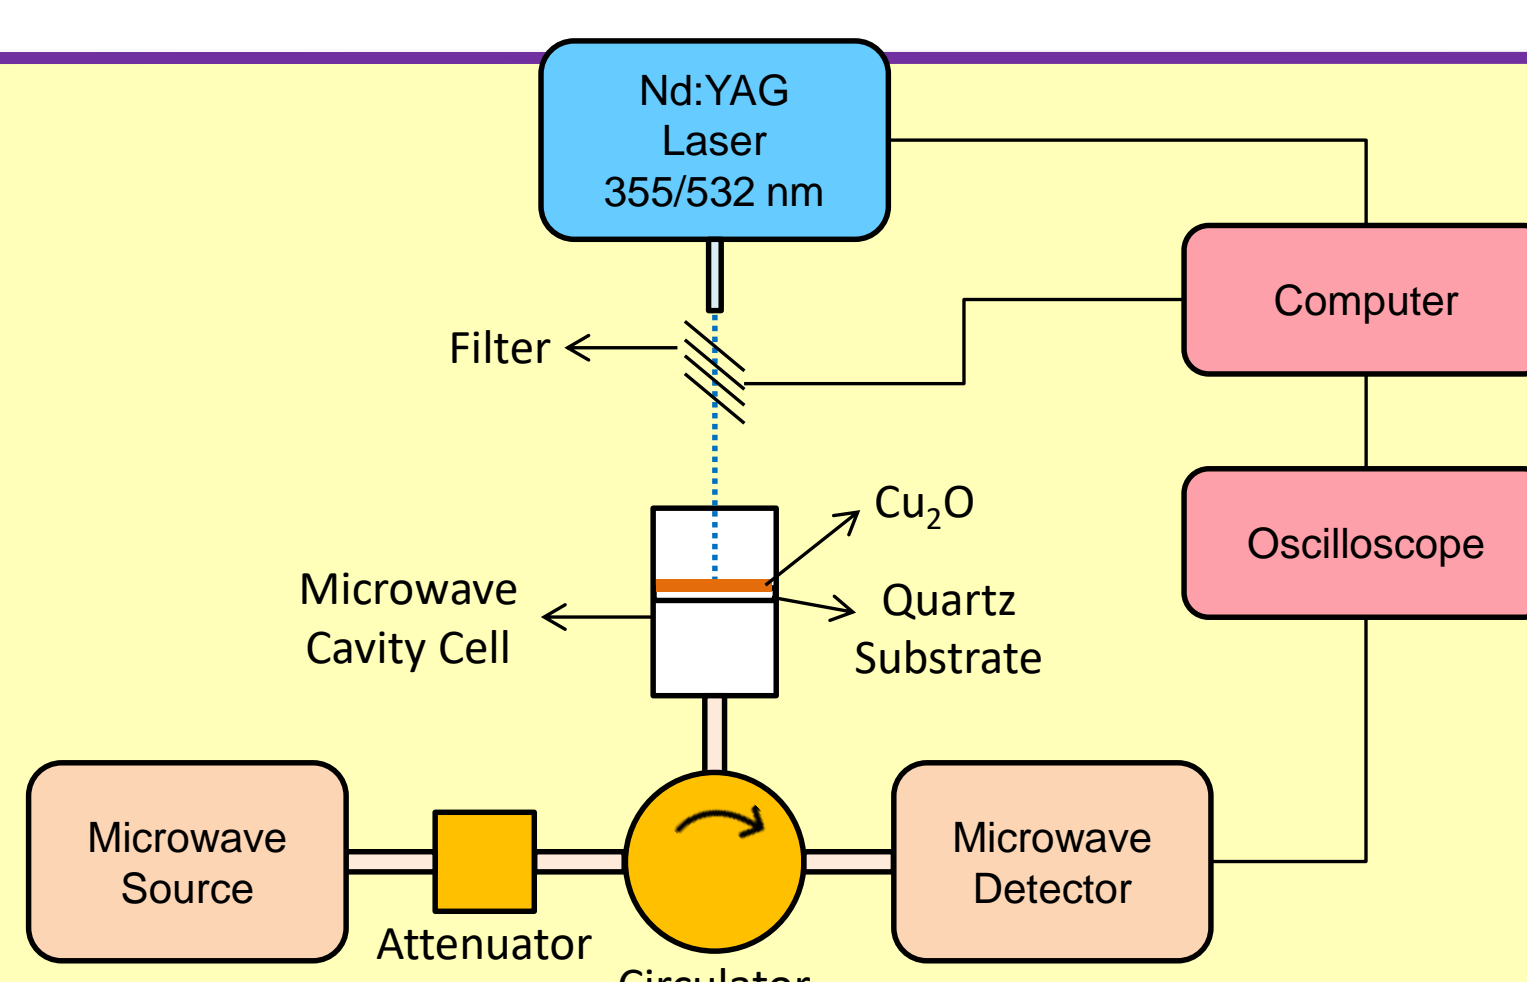 Nd:YAG
Laser
355/532 nm
Computer
Filter
Cu₂O
Oscilloscope
Microwave
Cavity Cell
Quartz
Substrate
Microwave
Source
Microwave
Detector
Attenuator
Circulator